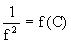 1/f² = f(C)